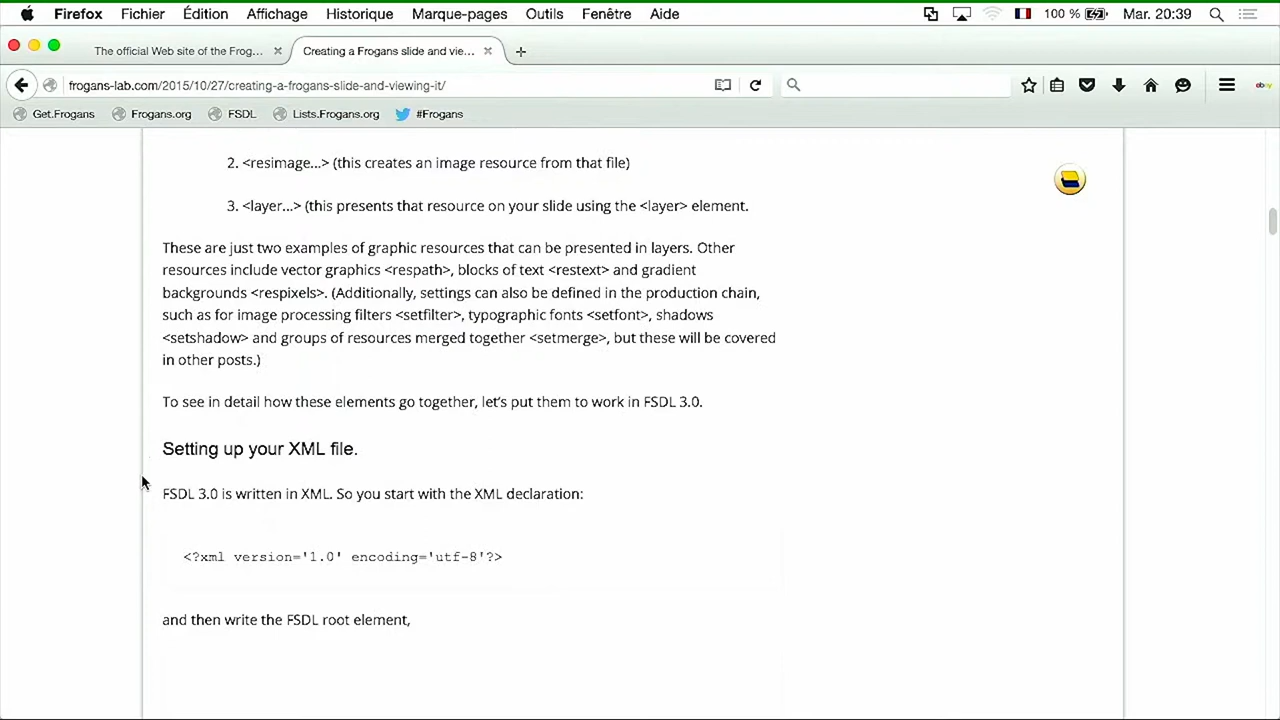 Firefox Fichier Édition Affichage Historique Marque-pages Outils Fenêtre Aide 100 % Mar. 20:39
The official Web site of the Frog... Creating a Frogans slide and vie...
frogans-lab.com/2015/10/27/creating-a-frogans-slide-and-viewing-it/
ebay
Get.Frogans Frogans.org FSDL Lists.Frogans.org #Frogans
2. <resimage...> (this creates an image resource from that file)
3. <layer...> (this presents that resource on your slide using the <layer> element.
These are just two examples of graphic resources that can be presented in layers. Other
resources include vector graphics <respath>, blocks of text <restext> and gradient
backgrounds <respixels>. (Additionally, settings can also be defined in the production chain,
such as for image processing filters <setfilter>, typographic fonts <setfont>, shadows
<setshadow> and groups of resources merged together <setmerge>, but these will be covered
in other posts.)
To see in detail how these elements go together, let’s put them to work in FSDL 3.0.
Setting up your XML file.
FSDL 3.0 is written in XML. So you start with the XML declaration:
<?xml version='1.0' encoding='utf-8'?>
and then write the FSDL root element,